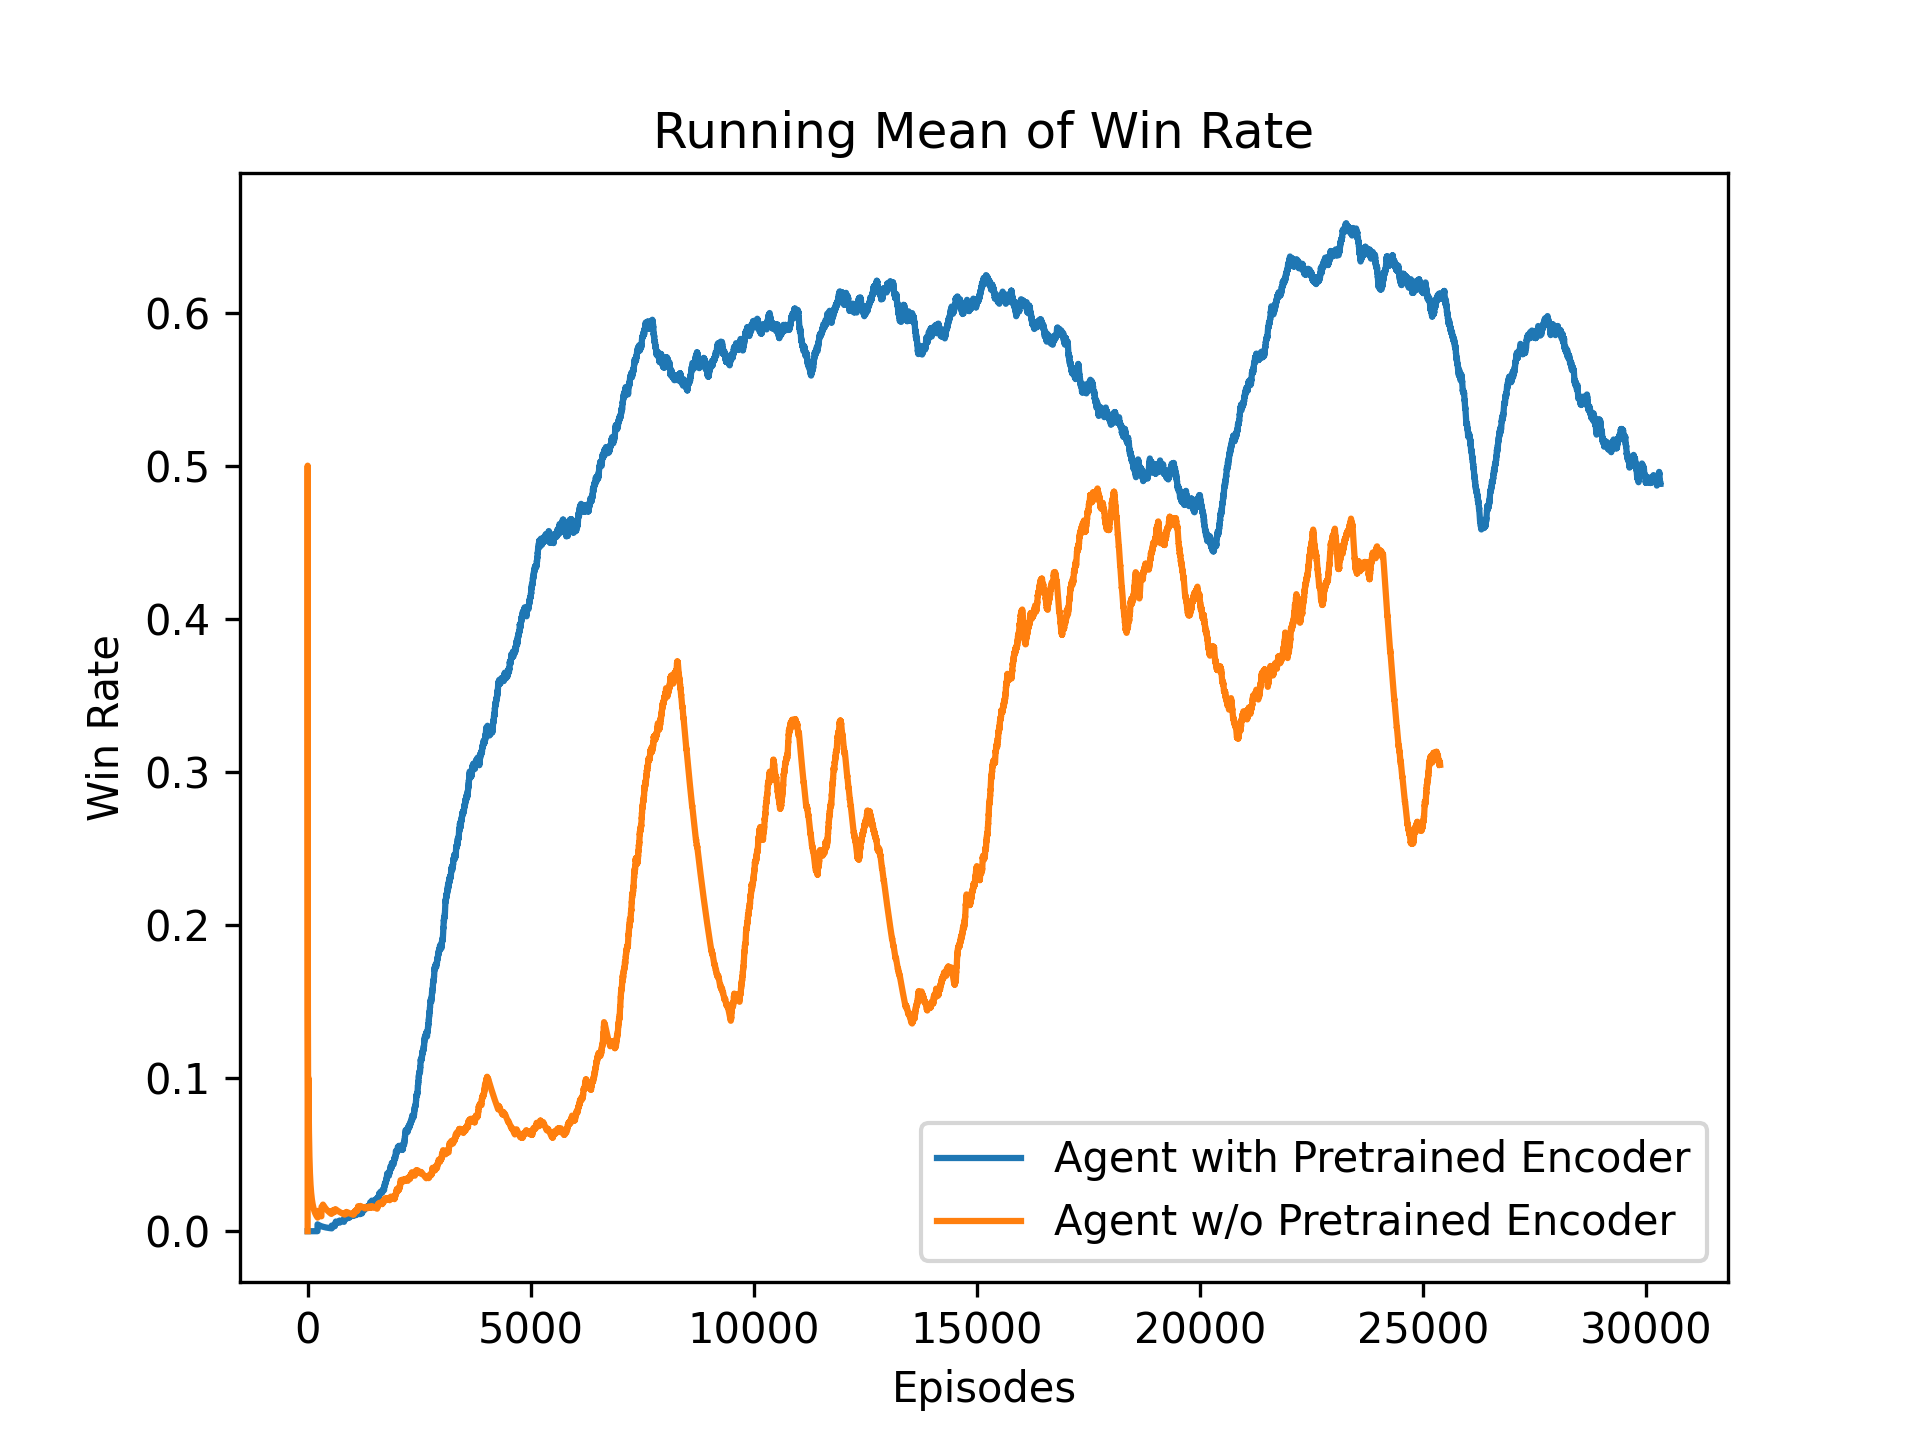 Running Mean of Win Rate
Win Rate
0.6
0.5
0.4
0.3
0.2
0.1
0.0
0 5000 10000 15000 20000 25000 30000
Episodes
Agent with Pretrained Encoder
Agent w/o Pretrained Encoder